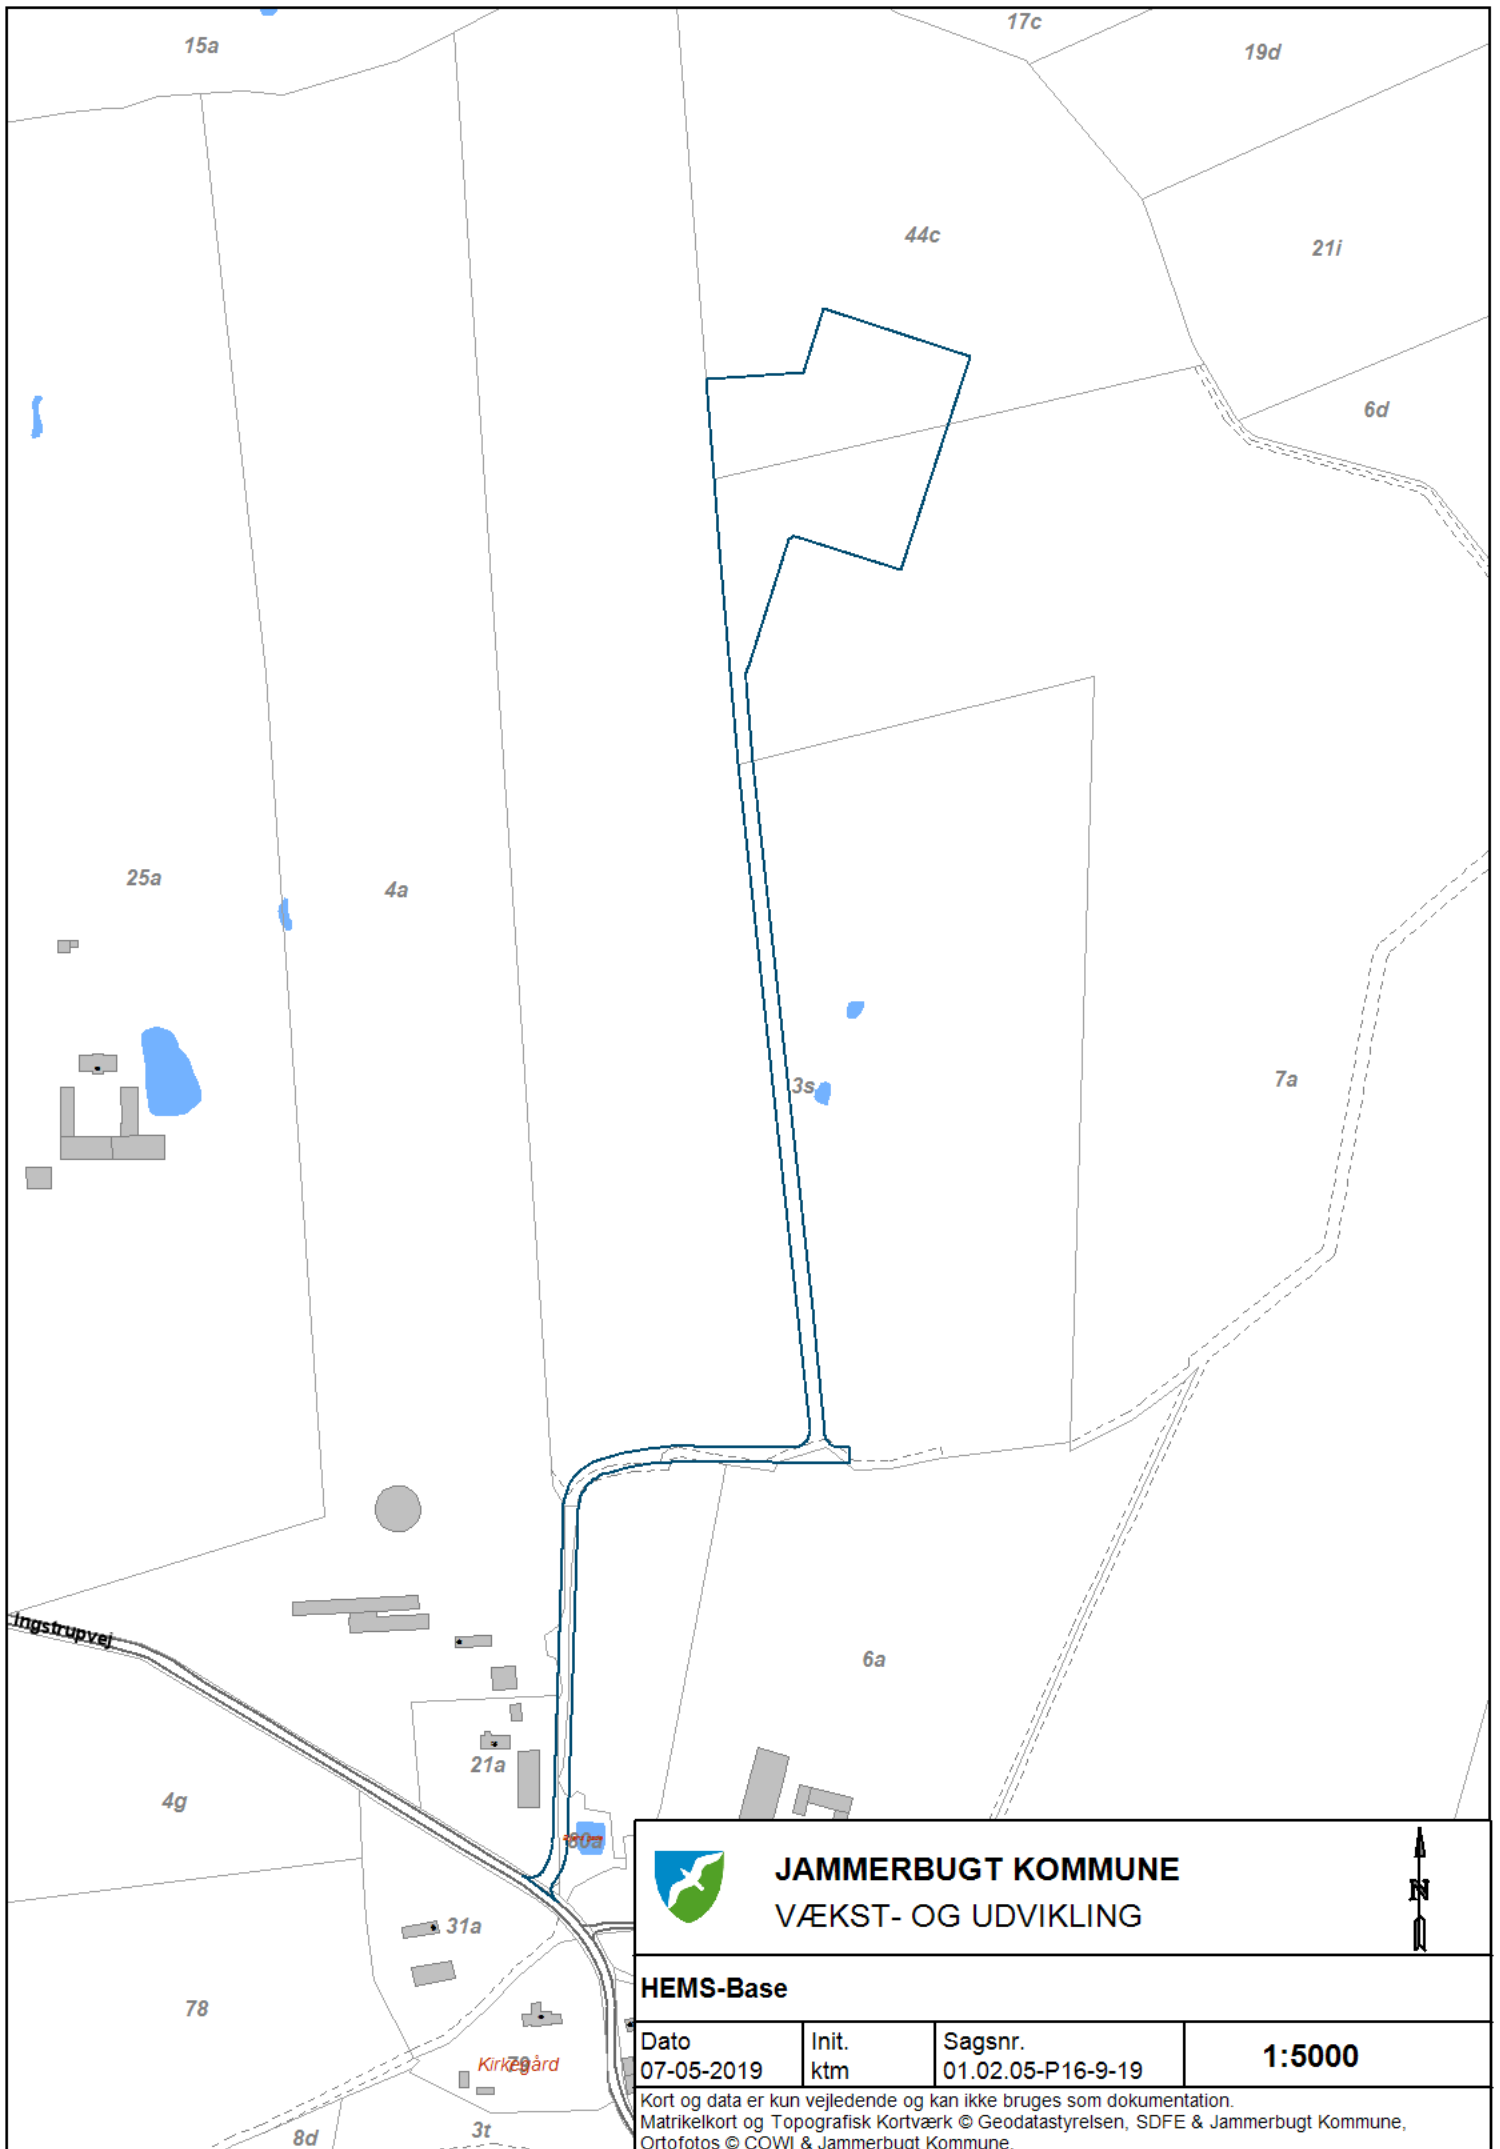 17c
15a
19d
44c
21i
6d
25a
4a
3s
7a
Ingstrupvej
6a
21a
4g
80a
31a
78
Kirkegård
79
8d
3t
JAMMERBUGT KOMMUNE
VÆKST- OG UDVIKLING
N
HEMS-Base
Dato
07-05-2019
Init.
ktm
Sagsnr.
01.02.05-P16-9-19
1:5000
Kort og data er kun vejledende og kan ikke bruges som dokumentation.
Matrikelkort og Topografisk Kortværk © Geodatastyrelsen, SDFE & Jammerbugt Kommune,
Ortofotos © COWI & Jammerbugt Kommune.